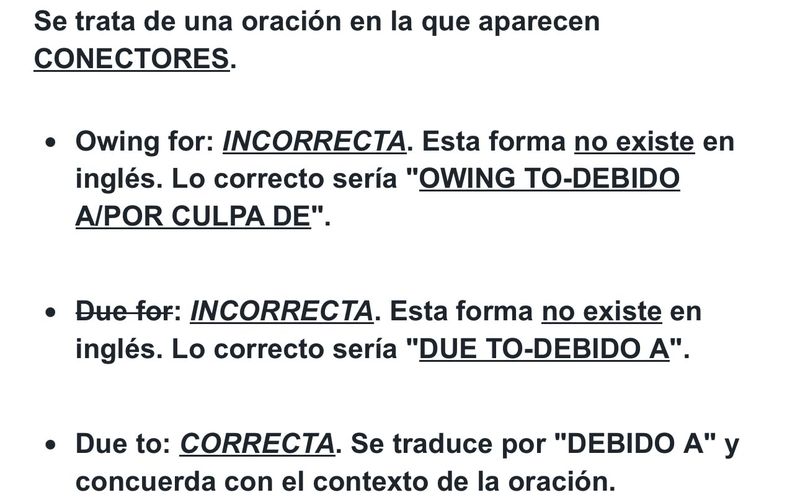 Se trata de una oración en la que aparecen
CONECTORES.
• Owing for: INCORRECTA. Esta forma no existe en
inglés. Lo correcto sería "OWING TO-DEBIDO
A/POR CULPA DE".
• Due for: INCORRECTA. Esta forma no existe en
inglés. Lo correcto sería "DUE TO-DEBIDO A".
• Due to: CORRECTA. Se traduce por "DEBIDO A" y
concuerda con el contexto de la oración.